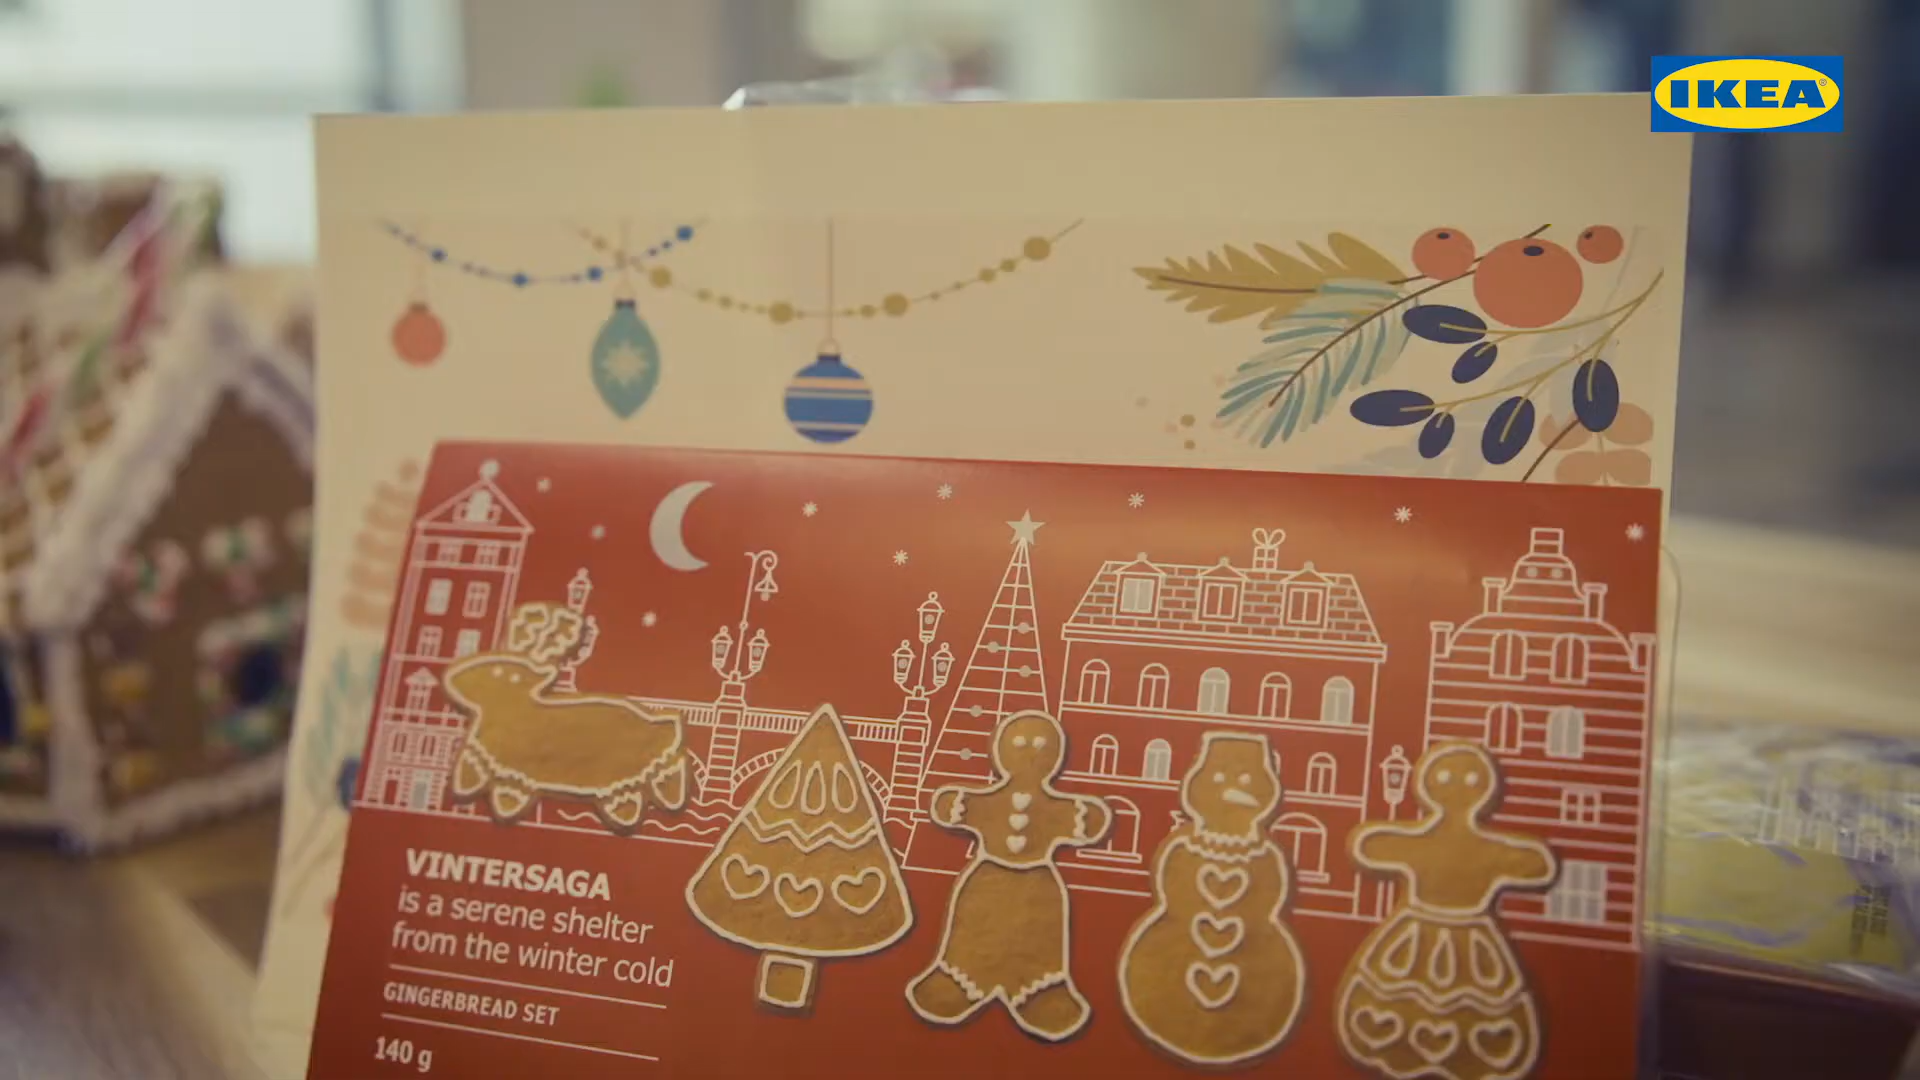 IKEA
VINTERSAGA
is a serene shelter
from the winter cold
GINGERBREAD SET
140 g